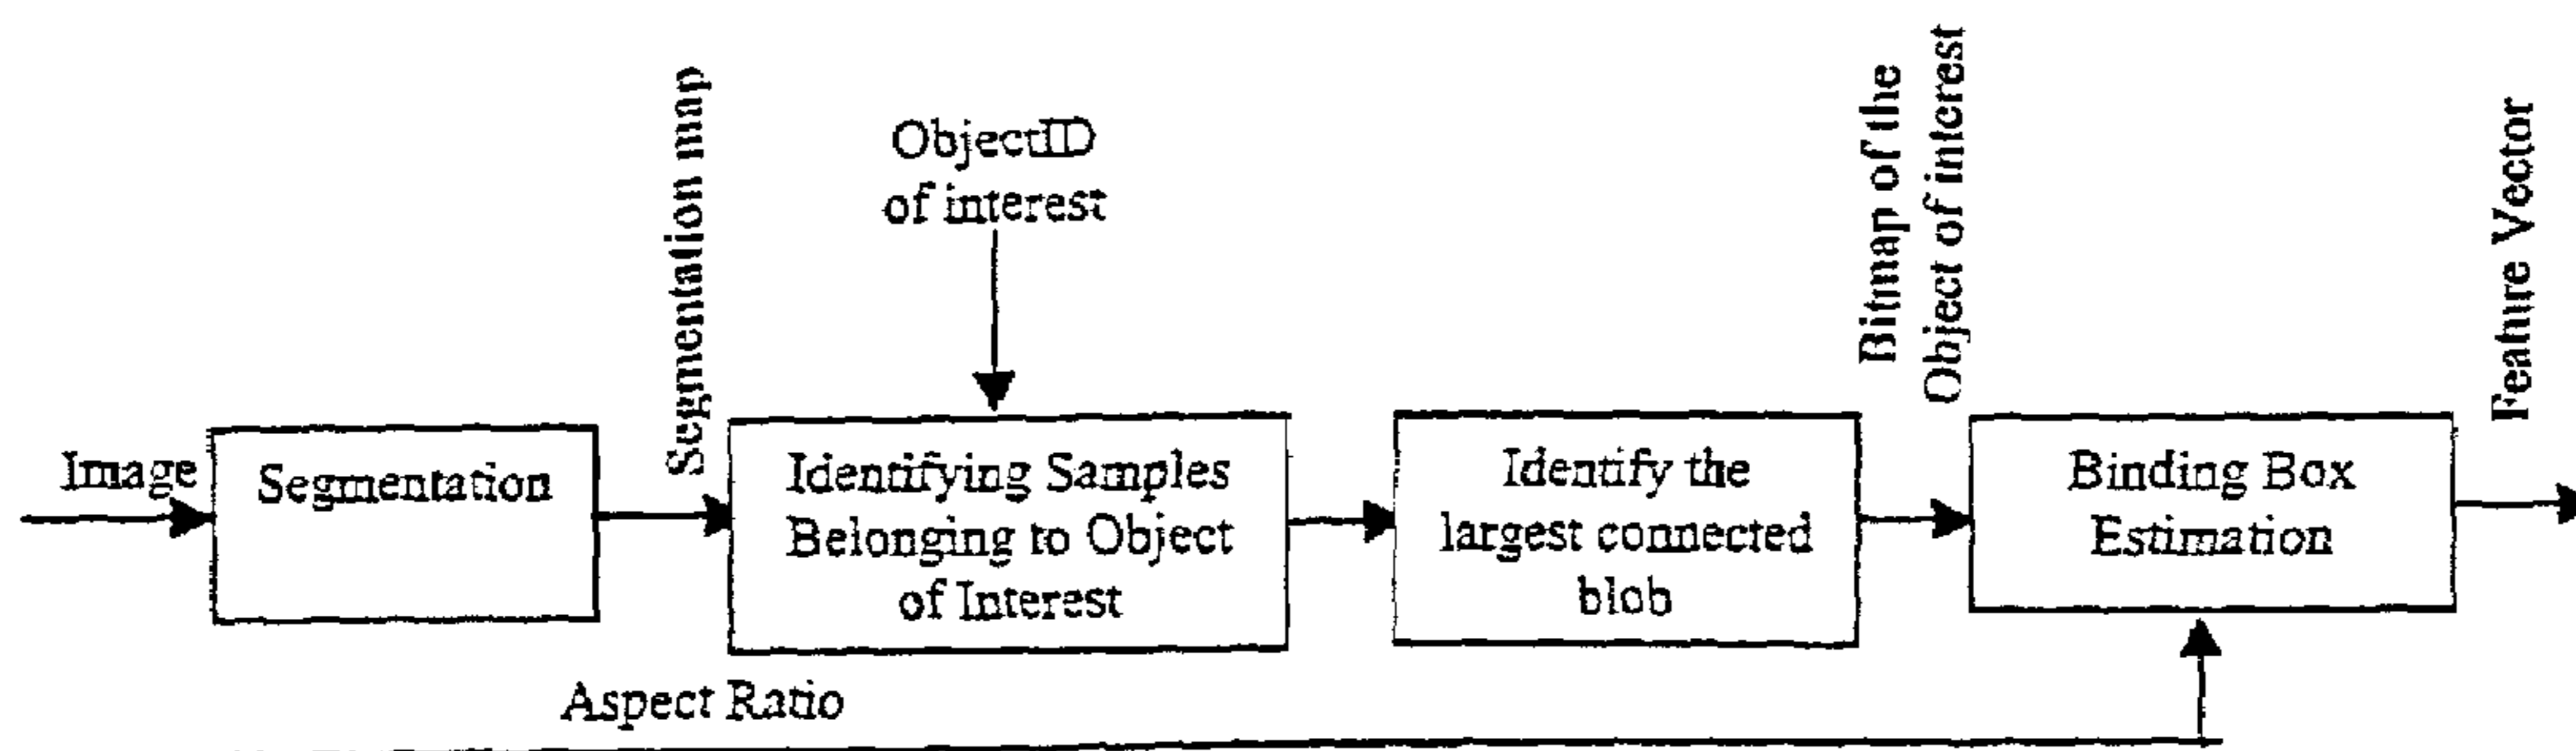 Image
Segmentation
Segmentation map
ObjectID
of interest
Identifying Samples
Belonging to Object
of Interest
Identify the
largest connected
blob
Bitmap of the
Object of interest
Binding Box
Estimation
Feature Vector
Aspect Ratio